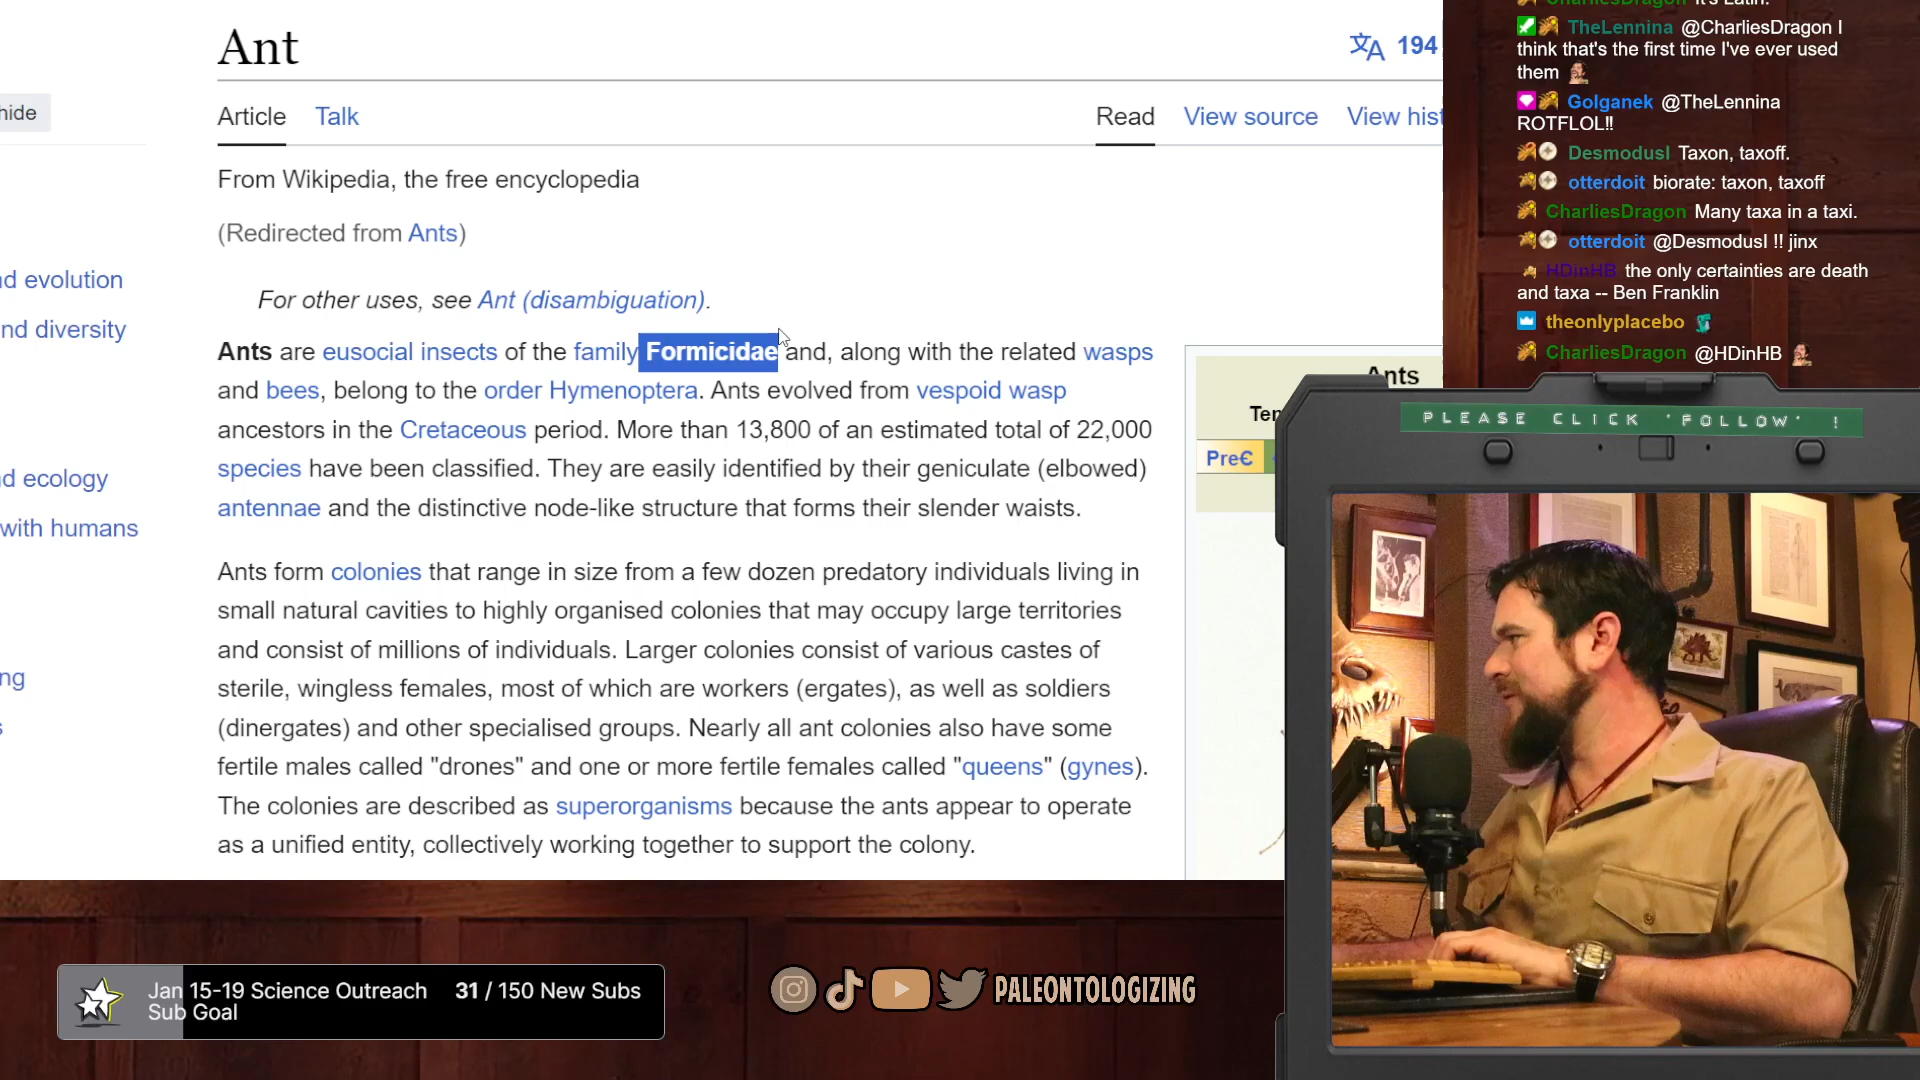 Ant
194
hide
Article Talk
Read View source View hist
From Wikipedia, the free encyclopedia
(Redirected from Ants)
For other uses, see Ant (disambiguation).
Ants are eusocial insects of the family Formicidae and, along with the related wasps
and bees, belong to the order Hymenoptera. Ants evolved from vespoid wasp
ancestors in the Cretaceous period. More than 13,800 of an estimated total of 22,000
species have been classified. They are easily identified by their geniculate (elbowed)
antennae and the distinctive node-like structure that forms their slender waists.
Ants form colonies that range in size from a few dozen predatory individuals living in
small natural cavities to highly organised colonies that may occupy large territories
and consist of millions of individuals. Larger colonies consist of various castes of
sterile, wingless females, most of which are workers (ergates), as well as soldiers
(dinergates) and other specialised groups. Nearly all ant colonies also have some
fertile males called "drones" and one or more fertile females called "queens" (gynes).
The colonies are described as superorganisms because the ants appear to operate
as a unified entity, collectively working together to support the colony.
d evolution
nd diversity
d ecology
with humans
ng
s
Ants
Ten
PreЄ
CharliesDragon It's Latin.
TheLennina @CharliesDragon I
think that's the first time I've ever used
them
Golganek @TheLennina
ROTFLOL!!
Desmodusl Taxon, taxoff.
otterdoit biorate: taxon, taxoff
CharliesDragon Many taxa in a taxi.
otterdoit @Desmodusl !! jinx
HDinHB the only certainties are death
and taxa -- Ben Franklin
theonlyplacebo
CharliesDragon @HDinHB
PLEASE CLICK 'FOLLOW' !
Jan 15-19 Science Outreach 31 / 150 New Subs
Sub Goal
PALEONTOLOGIZING